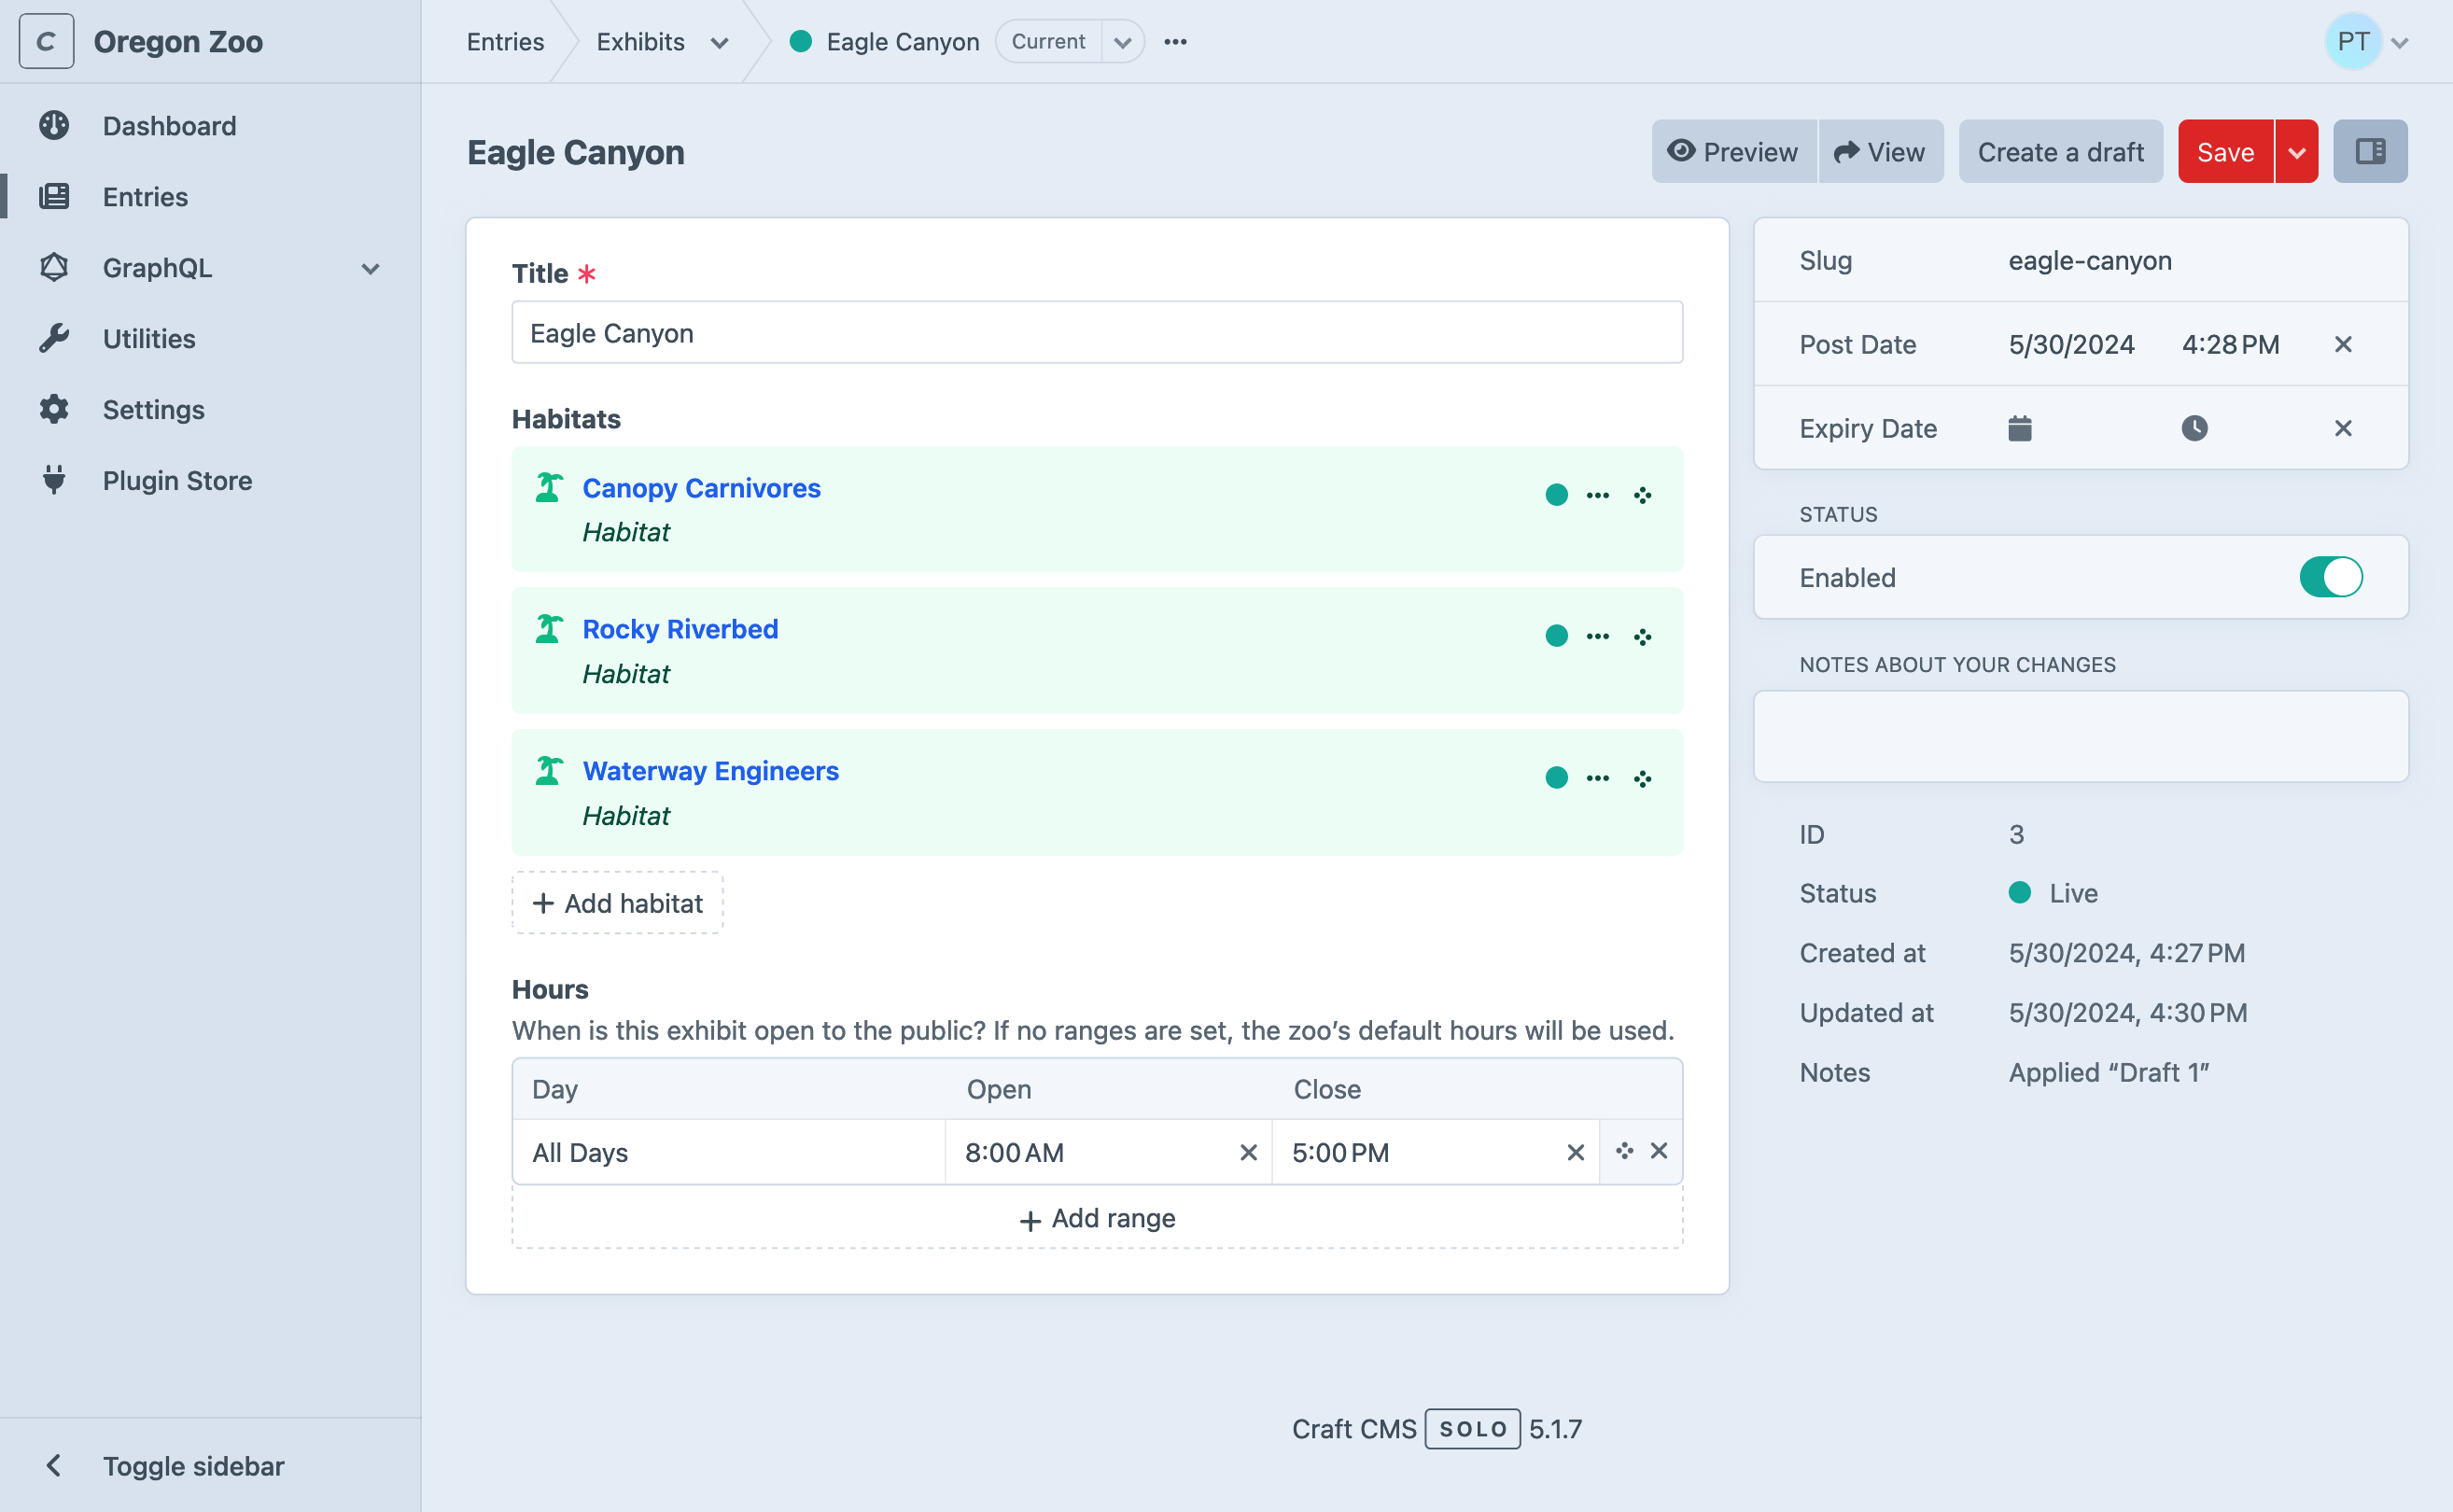 C Oregon Zoo
Entries Exhibits Eagle Canyon Current
PT
Dashboard
Entries
GraphQL
Utilities
Settings
Plugin Store
Toggle sidebar
Eagle Canyon
Preview View Create a draft Save
Title *
Eagle Canyon
Habitats
Canopy Carnivores
Habitat
Rocky Riverbed
Habitat
Waterway Engineers
Habitat
+ Add habitat
Hours
When is this exhibit open to the public? If no ranges are set, the zoo’s default hours will be used.
Day Open Close
All Days 8:00 AM 5:00 PM
+ Add range
Slug eagle-canyon
Post Date 5/30/2024 4:28 PM
Expiry Date
STATUS
Enabled
NOTES ABOUT YOUR CHANGES
ID 3
Status Live
Created at 5/30/2024, 4:27 PM
Updated at 5/30/2024, 4:30 PM
Notes Applied “Draft 1”
Craft CMS SOLO 5.1.7